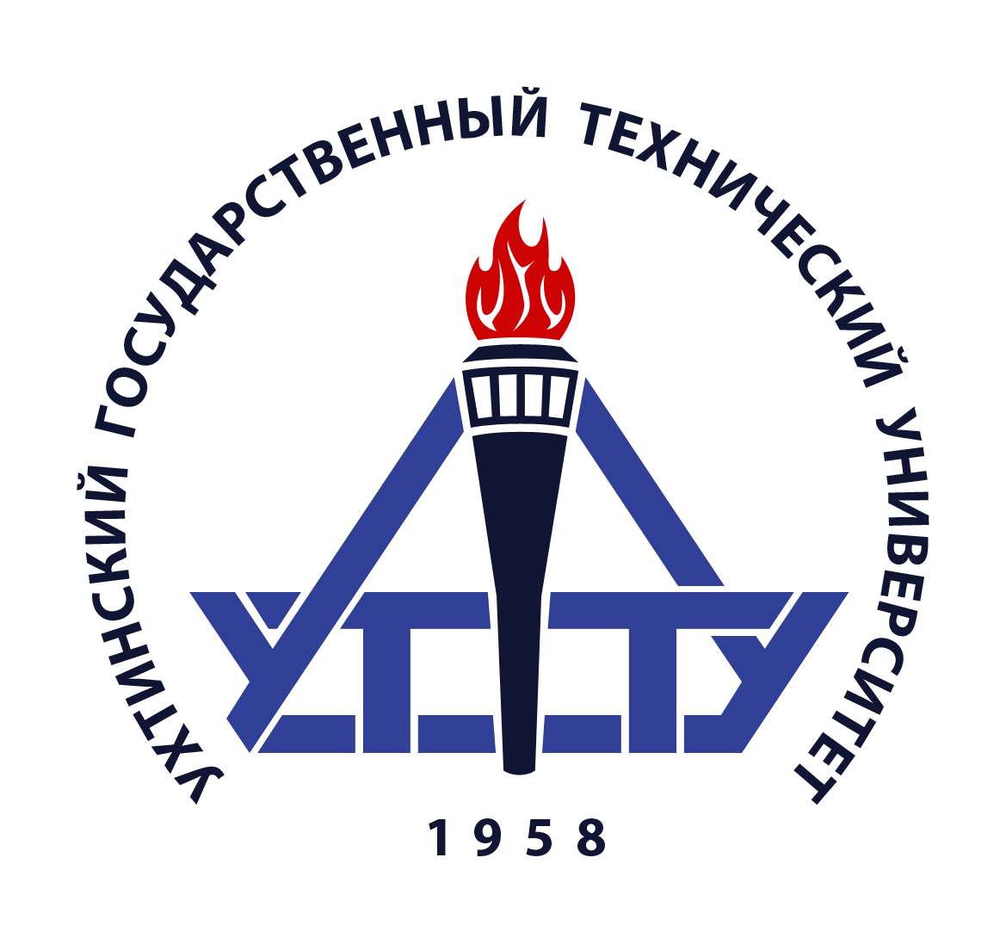 УХТИНСКИЙ ГОСУДАРСТВЕННЫЙ ТЕХНИЧЕСКИЙ УНИВЕРСИТЕТ
УГТУ
1958